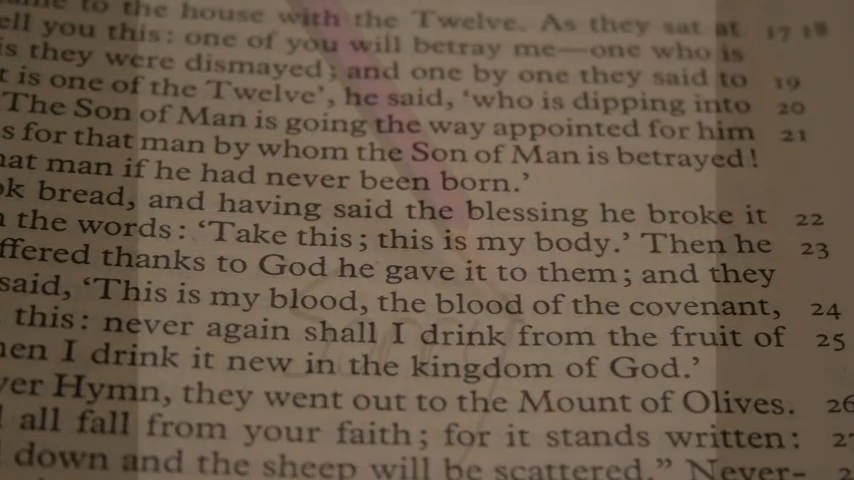 to the house with the Twelve. As they sat at 17 18
ell you this: one of you will betray me—one who is
is they were dismayed; and one by one they said to 19
t is one of the Twelve’, he said, ‘who is dipping into 20
The Son of Man is going the way appointed for him 21
s for that man by whom the Son of Man is betrayed!
hat man if he had never been born.’
ok bread, and having said the blessing he broke it 22
the words: ‘Take this; this is my body.’ Then he 23
ffered thanks to God he gave it to them; and they
said, ‘This is my blood, the blood of the covenant, 24
this: never again shall I drink from the fruit of 25
hen I drink it new in the kingdom of God.’
ver Hymn, they went out to the Mount of Olives. 26
all fall from your faith; for it stands written: 27
down and the sheep will be scattered.” Never-